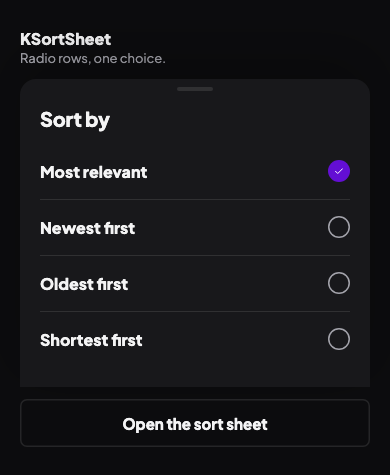 KSortSheet
Radio rows, one choice.
Sort by
Most relevant
Newest first
Oldest first
Shortest first
Open the sort sheet